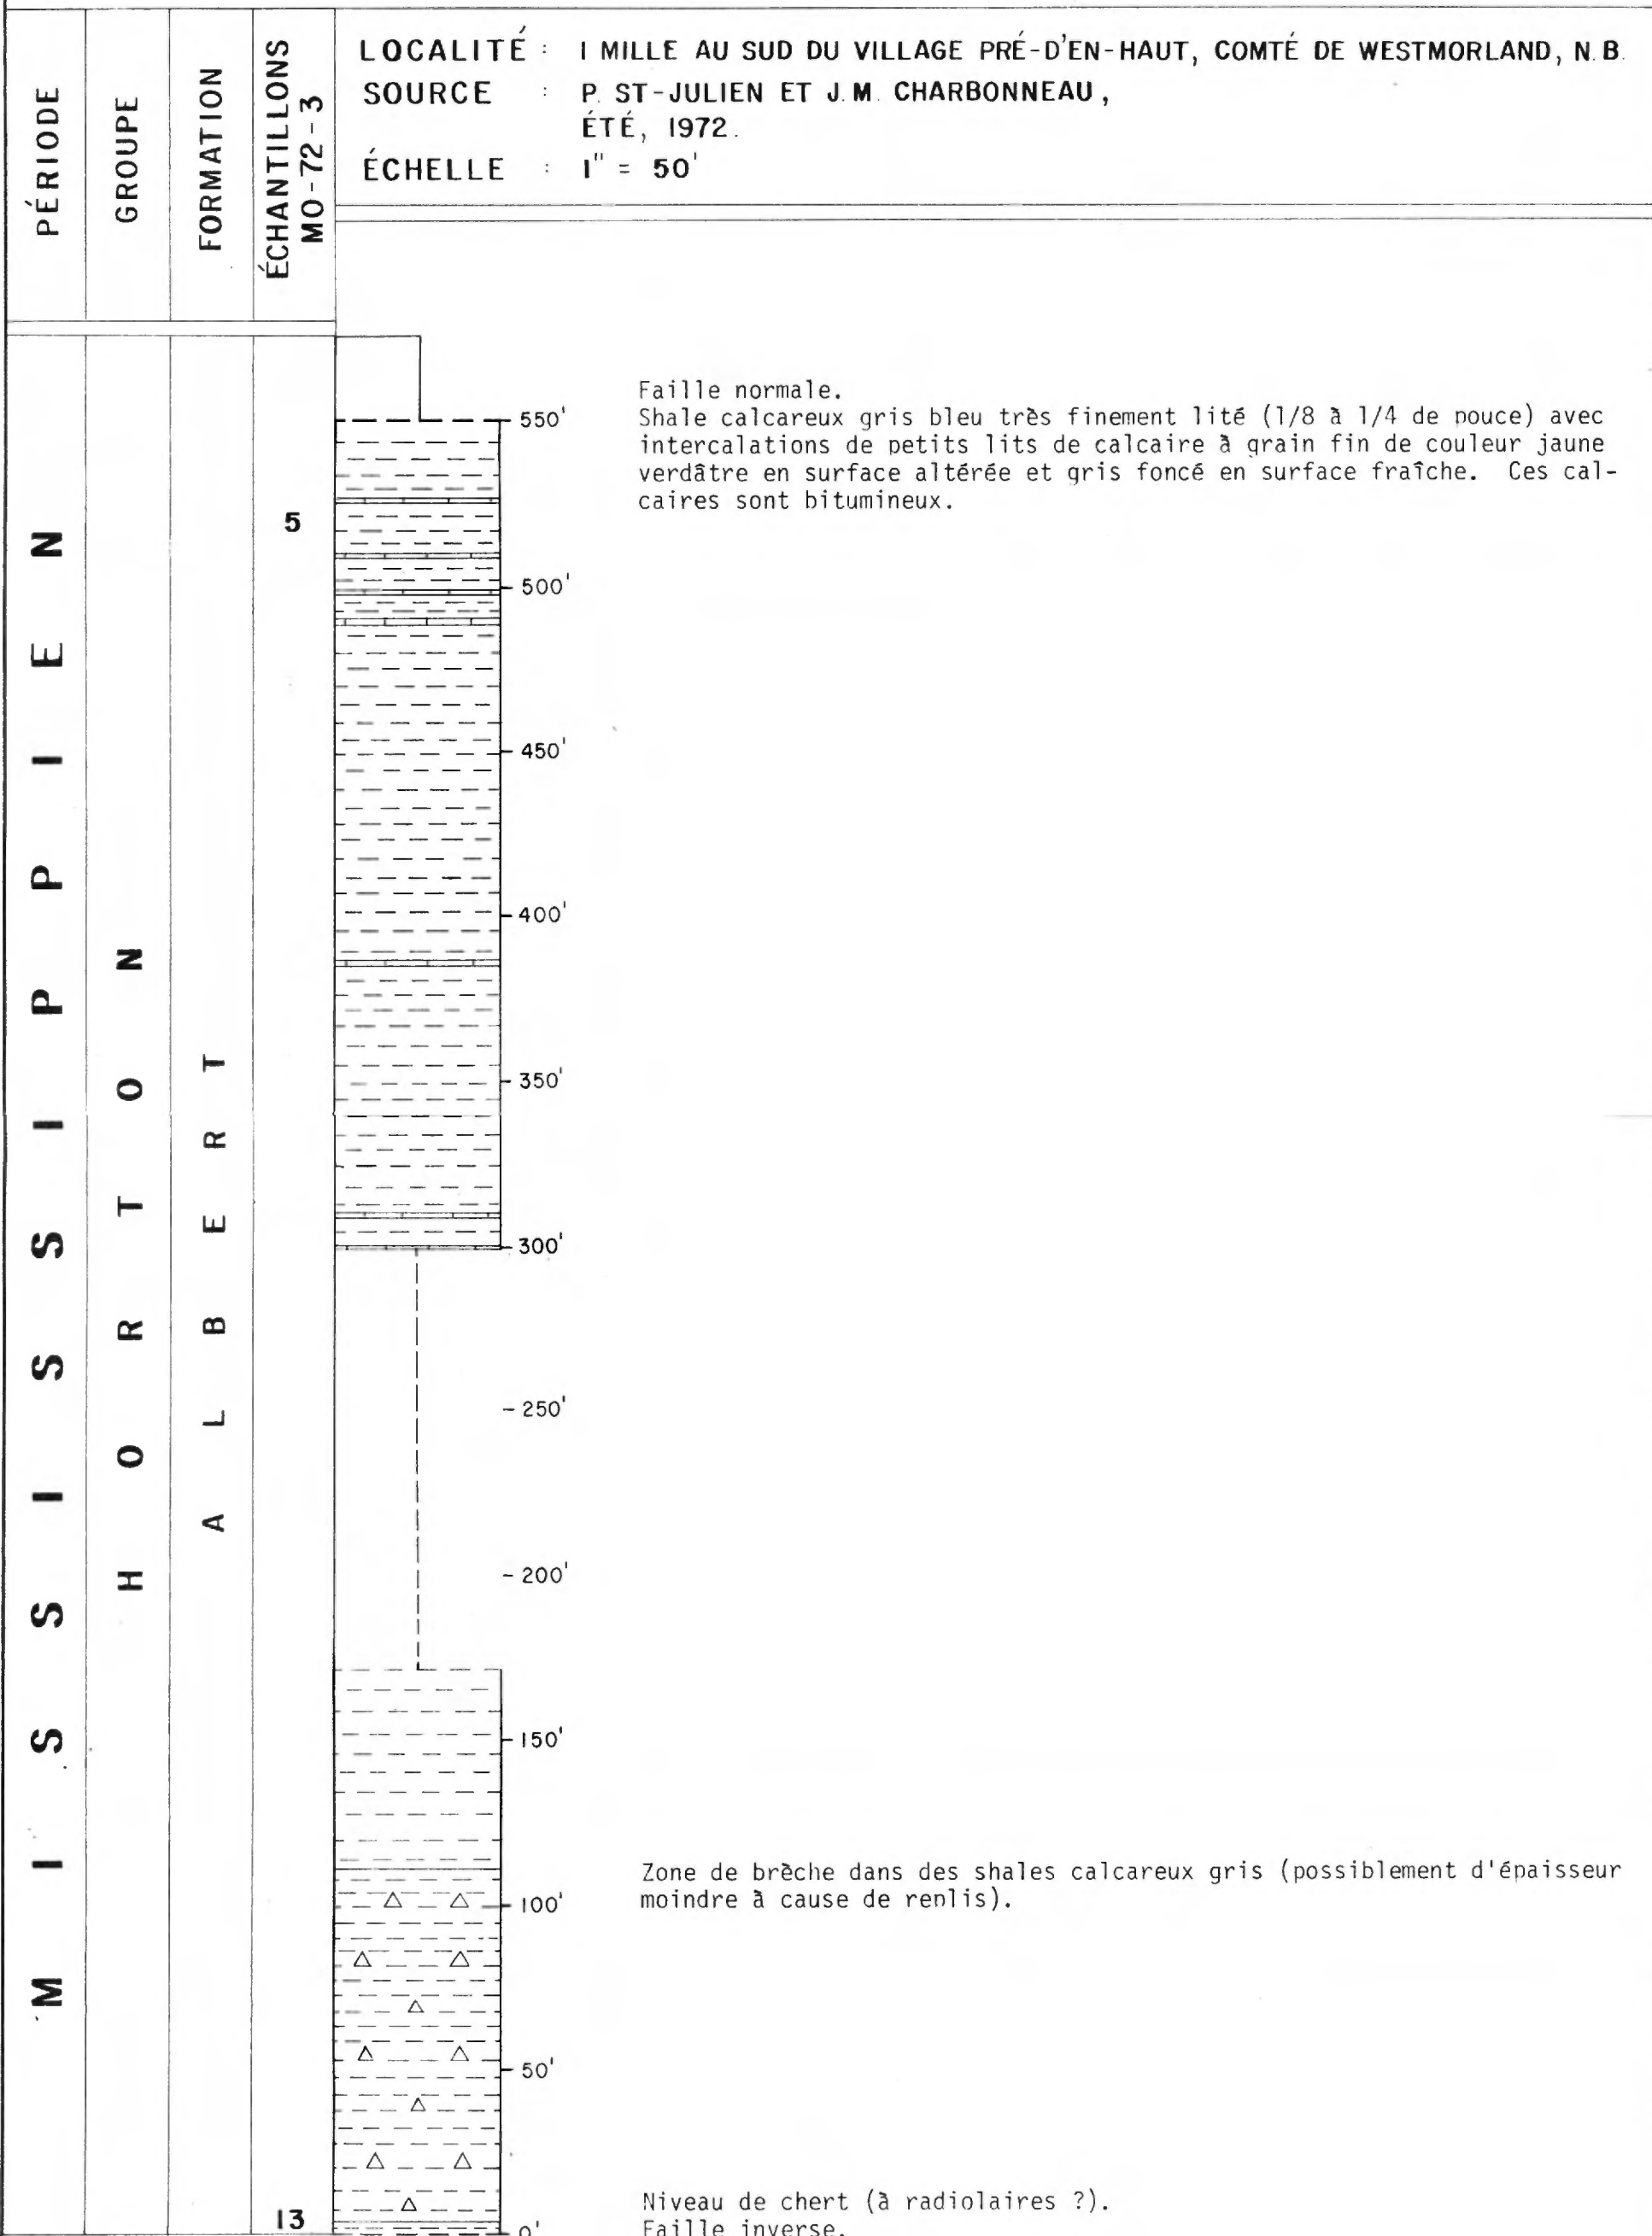 PÉRIODE
GROUPE
FORMATION
ÉCHANTILLONS
MO-72-3
LOCALITÉ : 1 MILLE AU SUD DU VILLAGE PRÉ-D'EN-HAUT, COMTÉ DE WESTMORLAND, N.B.
SOURCE : P. ST-JULIEN ET J.M. CHARBONNEAU,
ÉTÉ, 1972.
ÉCHELLE : 1" = 50'
MISSISSIPPIEN
HORTON
ALBERT
Faille normale.
550'
Shale calcareux gris bleu très finement lité (1/8 à 1/4 de pouce) avec
intercalations de petits lits de calcaire à grain fin de couleur jaune
verdâtre en surface altérée et gris foncé en surface fraîche. Ces cal-
caires sont bitumineux.
5
500'
450'
400'
350'
300'
250'
200'
150'
Zone de brèche dans des shales calcareux gris (possiblement d'épaisseur
moindre à cause de renlis).
100'
50'
Niveau de chert (à radiolaires ?).
13
Faille inverse.
0'